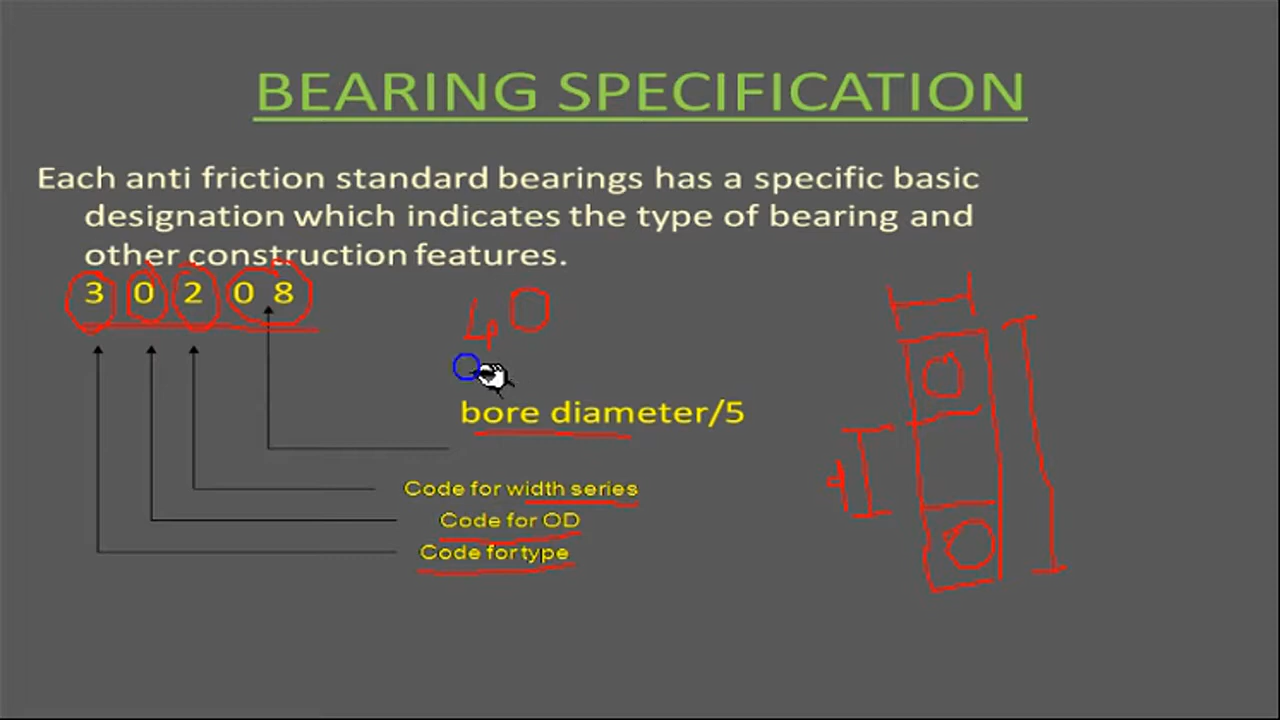 BEARING SPECIFICATION
Each anti friction standard bearings has a specific basic
designation which indicates the type of bearing and
other construction features.
3 0 2 0 8
40
bore diameter/5
Code for width series
Code for OD
Code for type
d